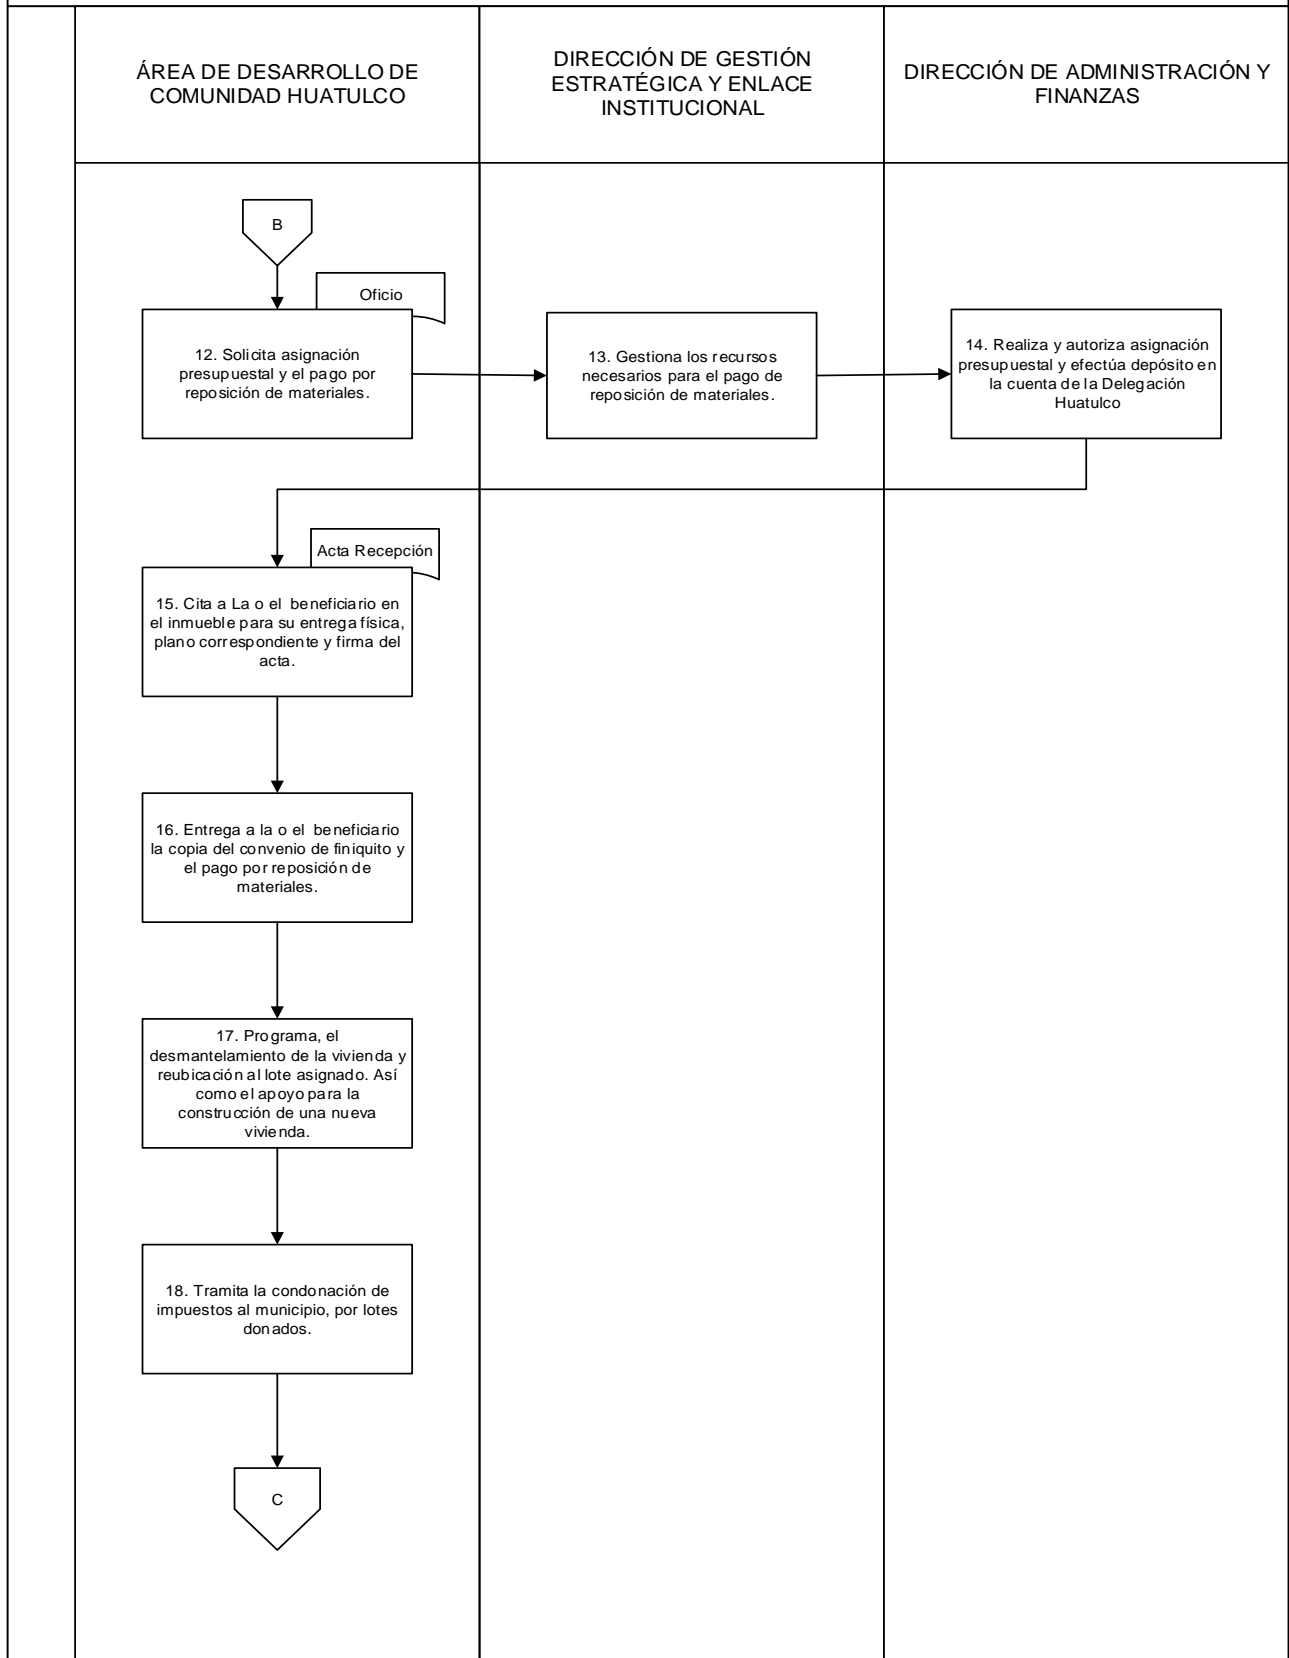 ÁREA DE DESARROLLO DE
COMUNIDAD HUATULCO
DIRECCIÓN DE GESTIÓN
ESTRATÉGICA Y ENLACE
INSTITUCIONAL
DIRECCIÓN DE ADMINISTRACIÓN Y
FINANZAS
B
Oficio
12. Solicita asignación
presupuestal y el pago por
reposición de materiales.
13. Gestiona los recursos
necesarios para el pago de
reposición de materiales.
14. Realiza y autoriza asignación
presupuestal y efectúa depósito en
la cuenta de la Delegación
Huatulco
Acta Recepción
15. Cita a La o el beneficiario en
el inmueble para su entrega física,
plano correspondiente y firma del
acta.
16. Entrega a la o el beneficiario
la copia del convenio de finiquito y
el pago por reposición de
materiales.
17. Programa, el
desmantelamiento de la vivienda y
reubicación al lote asignado. Así
como el apoyo para la
construcción de una nueva
vivienda.
18. Tramita la condonación de
impuestos al municipio, por lotes
donados.
C